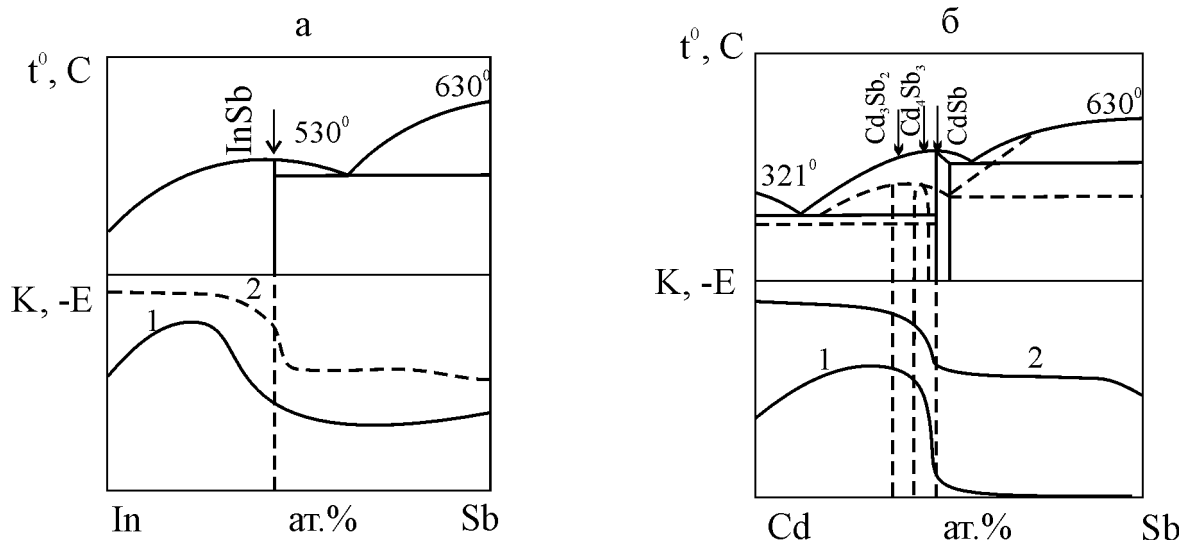 а
t⁰, C
InSb
530⁰
630⁰
K, -E
2
1
In
ат.%
Sb
б
t⁰, C
Cd₃Sb₂
Cd₄Sb₃
CdSb
630⁰
321⁰
K, -E
1
2
Cd
ат.%
Sb